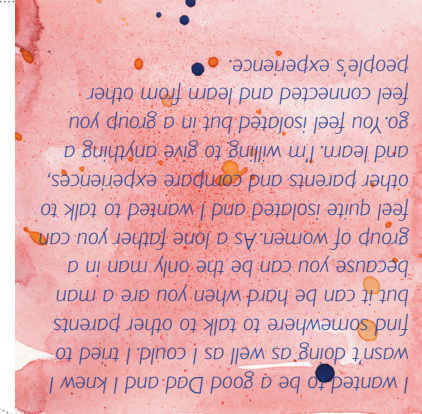 I wanted to be a good Dad and I knew I
wasn't doing as well as I could. I tried to
find somewhere to talk to other parents
but it can be hard when you are a man
because you can be the only man in a
group of women. As a lone father you can
feel quite isolated and I wanted to talk to
other parents and compare experiences,
and learn. I'm willing to give anything a
go. You feel isolated but in a group you
feel connected and learn from other
people's experience.